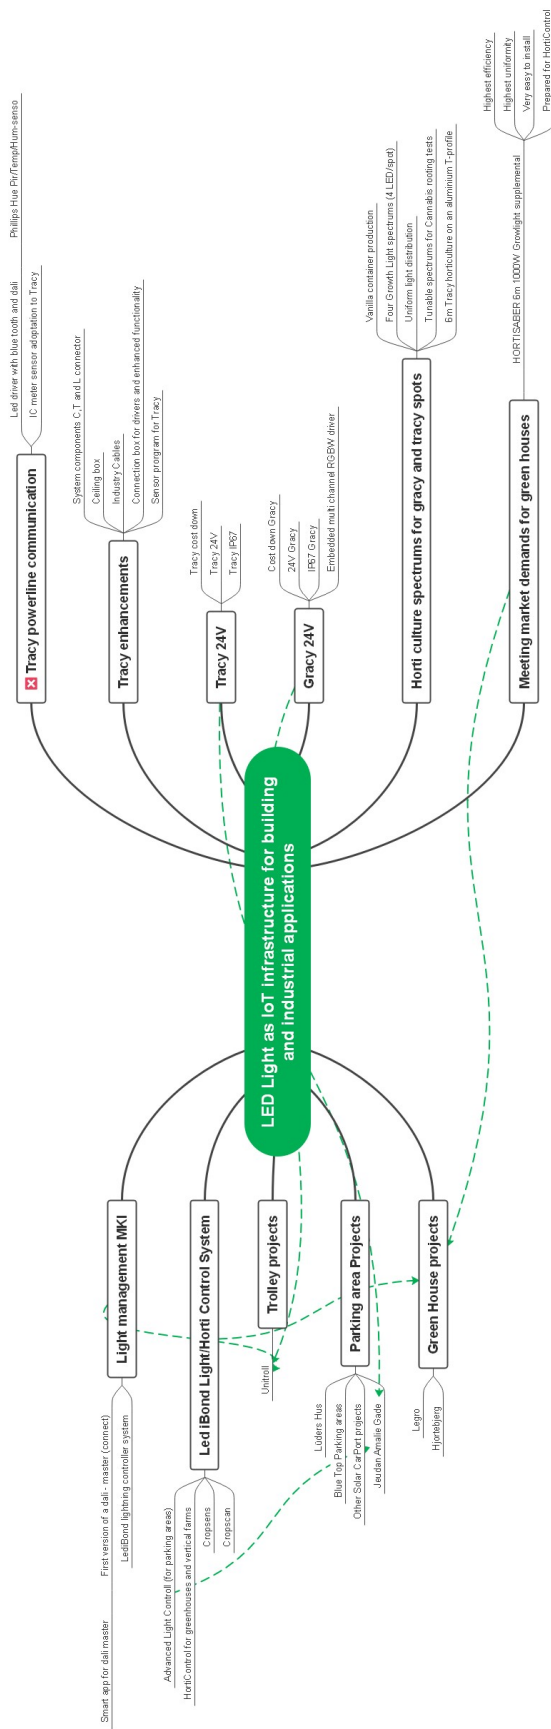 LED Light as IoT infrastructure for building
and industrial applications
Tracy powerline communication
Led driver with blue tooth and dali
Phillips Hue Pir/Temp/Hum-senso
IC meter sensor adoptation to Tracy
Tracy enhancements
System components C,T and L connector
Ceiling box
Industry Cables
Connection box for drivers and enhanced functionality
Sensor prorgram for Tracy
Tracy 24V
Tracy cost down
Tracy 24V
Tracy IP67
Gracy 24V
Cost down Gracy
24V Gracy
IP67 Gracy
Embedded multi channel RGBW driver
Horti culture spectrums for gracy and tracy spots
Vanilla container production
Four Growth Light spectrums (4 LED/spot)
Uniform light distribution
Tunable spectrums for Cannabis rooting tests
6m Tracy horticulture on an aluminium T-profile
Meeting market demands for green houses
HORTISABER 6m 1000W Growlight supplemental
Highest efficiency
Highest uniformity
Very easy to install
Prepared for HortiControl
Light management MKI
First version of a dali - master (connect)
Smart app for dali master
LediBond lightning controller system
Led iBond Light/Horti Control System
Advanced Light Controll (for parking areas)
HortiControl for greenhouses and vertical farms
Cropsens
Cropscan
Trolley projects
Unitroll
Parking area Projects
Lüders Hus
Blue Top Parking areas
Other Solar CarPort projects
Jeudan Amalie Gade
Green House projects
Legro
Hjortebjerg